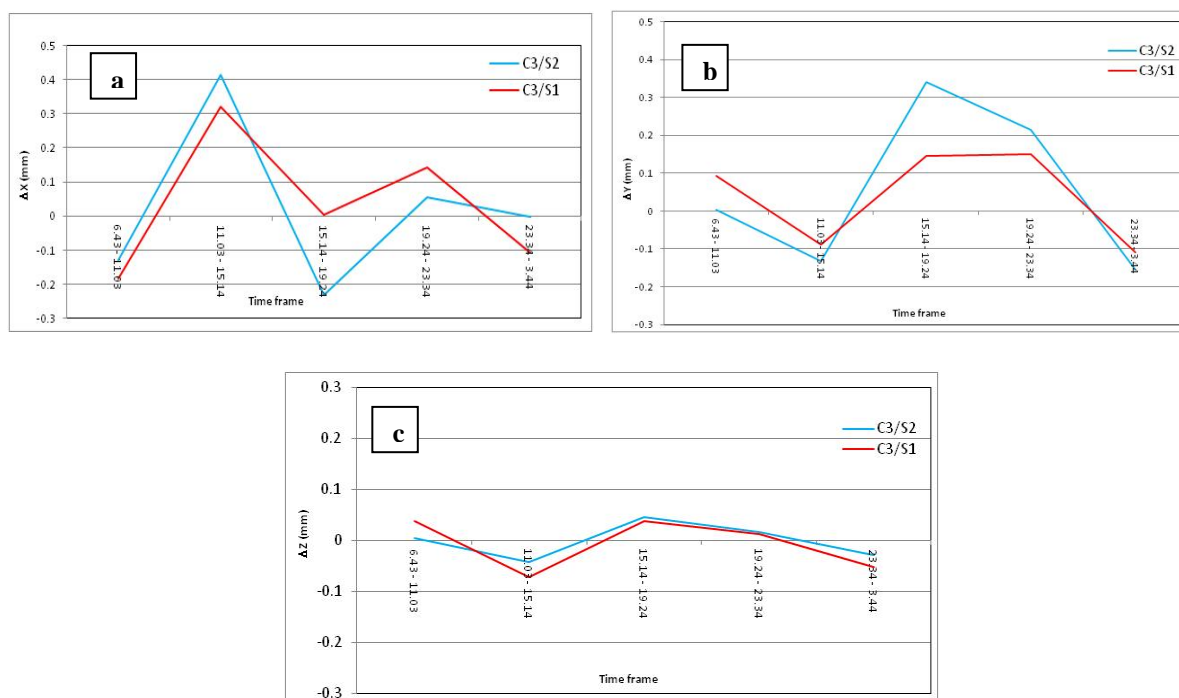 a
0.5
0.4
0.3
0.2
0.1
0
-0.1
-0.2
-0.3
ΔX (mm)
C3/S2
C3/S1
6.43 - 11.03
11.03 - 15.14
15.14 - 19.24
19.24 - 23.34
23.34 - 3.44
Time frame
b
0.5
0.4
0.3
0.2
0.1
0
-0.1
-0.2
-0.3
ΔY (mm)
C3/S2
C3/S1
6.43 - 11.03
11.03 - 15.14
15.14 - 19.24
19.24 - 23.34
23.34 - 3.44
Time frame
c
0.3
0.2
0.1
0
-0.1
-0.2
-0.3
ΔZ (mm)
C3/S2
C3/S1
6.43 - 11.03
11.03 - 15.14
15.14 - 19.24
19.24 - 23.34
23.34 - 3.44
Time frame